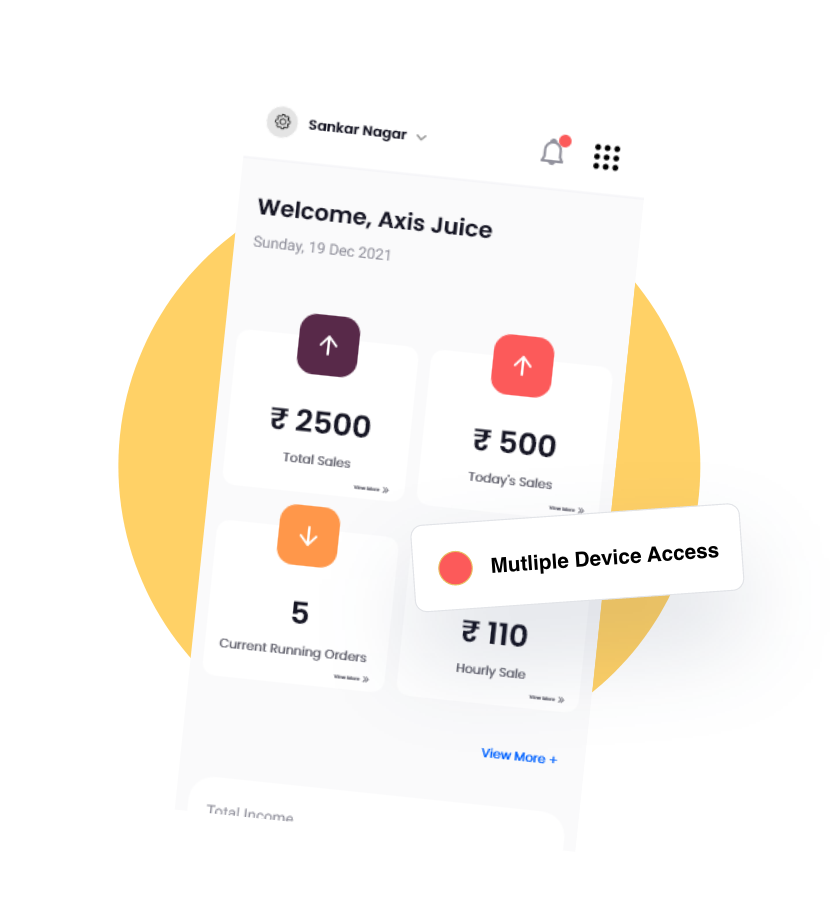 Sankar Nagar
Welcome, Axis Juice
Sunday, 19 Dec 2021
₹ 2500
Total Sales
View More
₹ 500
Today's Sales
View More
Mutliple Device Access
5
Current Running Orders
View More
₹ 110
Hourly Sale
View More
View More +
Total Income